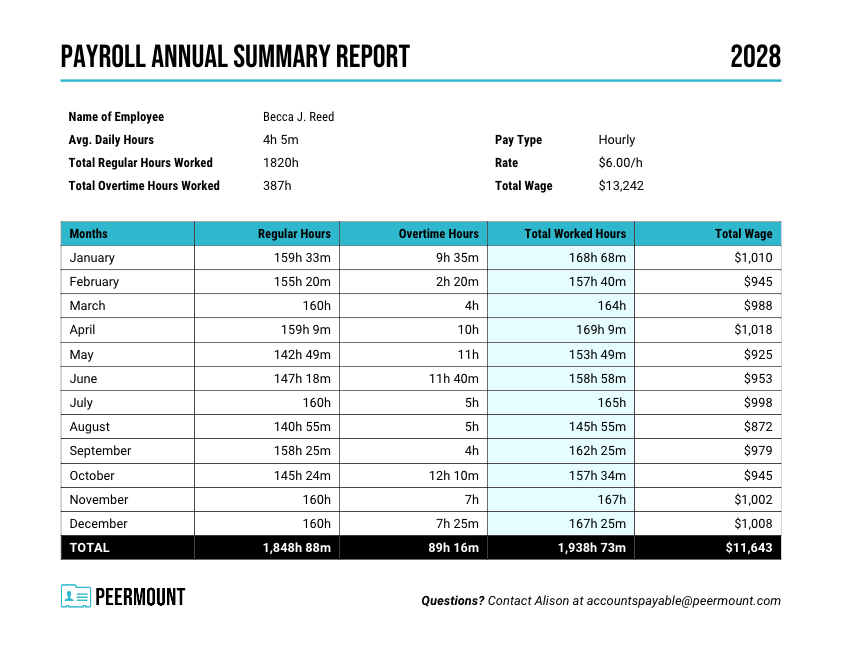 PAYROLL ANNUAL SUMMARY REPORT 2028
Name of Employee Becca J. Reed
Avg. Daily Hours 4h 5m Pay Type Hourly
Total Regular Hours Worked 1820h Rate $6.00/h
Total Overtime Hours Worked 387h Total Wage $13,242
Months Regular Hours Overtime Hours Total Worked Hours Total Wage
January 159h 33m 9h 35m 168h 68m $1,010
February 155h 20m 2h 20m 157h 40m $945
March 160h 4h 164h $988
April 159h 9m 10h 169h 9m $1,018
May 142h 49m 11h 153h 49m $925
June 147h 18m 11h 40m 158h 58m $953
July 160h 5h 165h $998
August 140h 55m 5h 145h 55m $872
September 158h 25m 4h 162h 25m $979
October 145h 24m 12h 10m 157h 34m $945
November 160h 7h 167h $1,002
December 160h 7h 25m 167h 25m $1,008
TOTAL 1,848h 88m 89h 16m 1,938h 73m $11,643
PEERMOUNT
Questions? Contact Alison at accountspayable@peermount.com